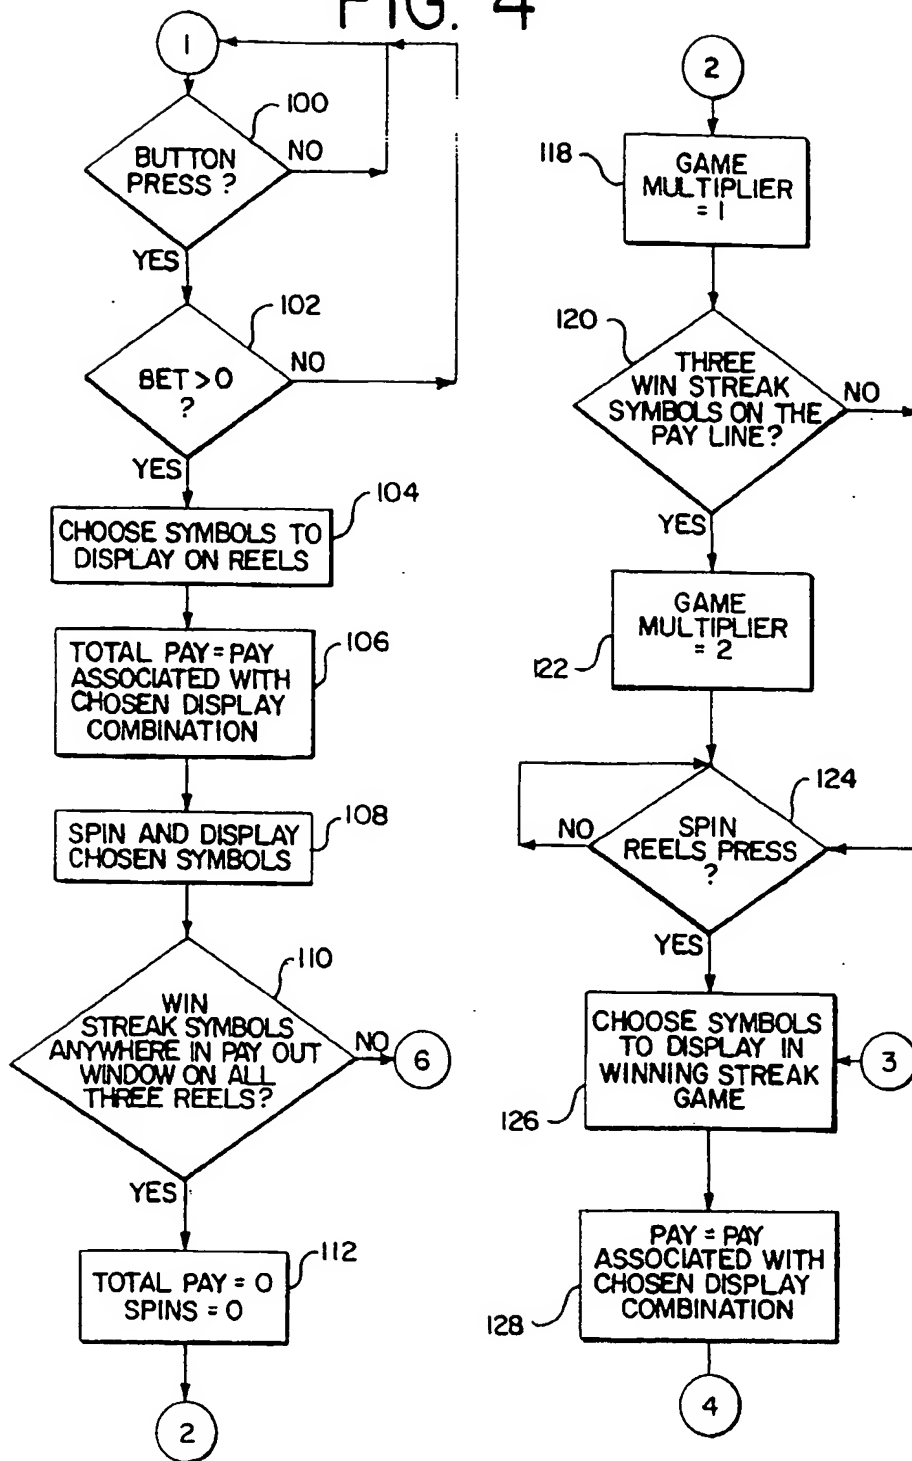 FIG. 4
1
100
BUTTON
PRESS ?
NO
YES
102
BET > 0
?
NO
YES
104
CHOOSE SYMBOLS TO
DISPLAY ON REELS
106
TOTAL PAY = PAY
ASSOCIATED WITH
CHOSEN DISPLAY
COMBINATION
108
SPIN AND DISPLAY
CHOSEN SYMBOLS
110
WIN
STREAK SYMBOLS
ANYWHERE IN PAY OUT
WINDOW ON ALL
THREE REELS?
NO
6
YES
112
TOTAL PAY = 0
SPINS = 0
2
2
118
GAME
MULTIPLIER
= 1
120
THREE
WIN STREAK
SYMBOLS ON THE
PAY LINE?
NO
YES
GAME
MULTIPLIER
= 2
122
124
SPIN
REELS PRESS
?
NO
YES
CHOOSE SYMBOLS
TO DISPLAY IN
WINNING STREAK
GAME
3
126
PAY = PAY
ASSOCIATED WITH
CHOSEN DISPLAY
COMBINATION
128
4